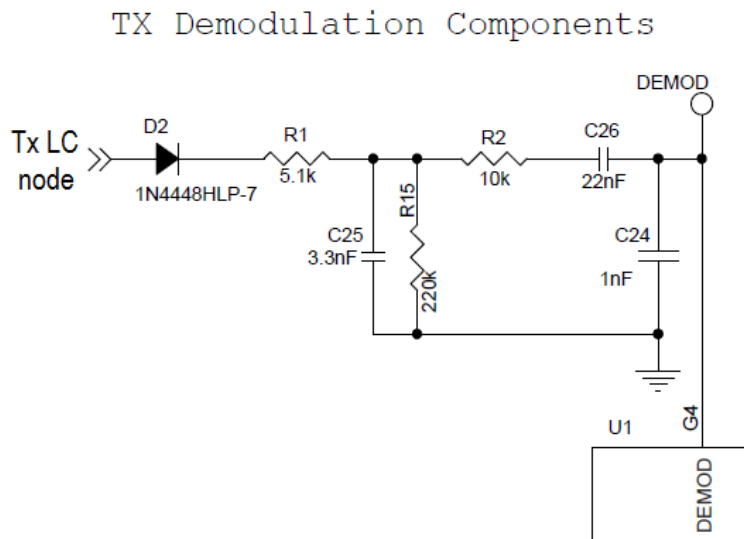 TX Demodulation Components
DEMOD
Tx LC
node
D2
1N4448HLP-7
R1
5.1k
R2
10k
C26
22nF
C25
3.3nF
R15
220k
C24
1nF
U1
G4
DEMOD